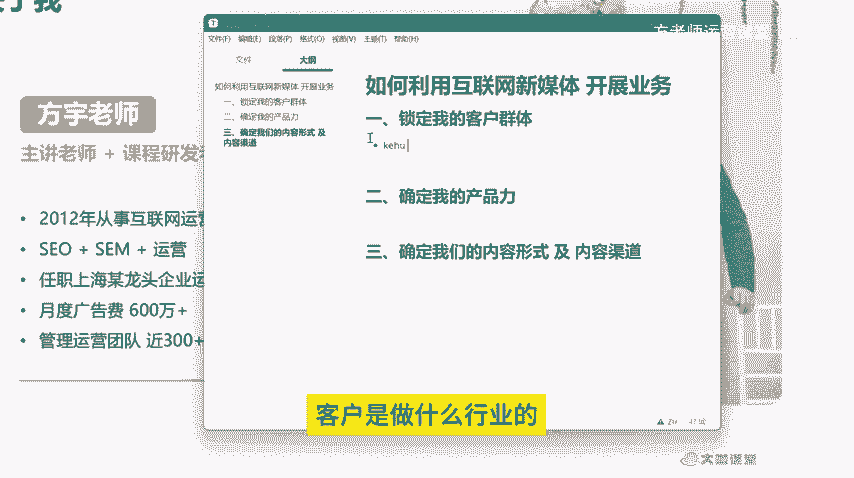 关于我
方老师运营
文件(F) 编辑(E) 段落(P) 格式(O) 视图(V) 主题(T) 帮助(H)
文件 大纲
如何利用互联网新媒体 开展业务
一、锁定我的客户群体
二、确定我的产品力
三、确定我们的内容形式 及
内容渠道
如何利用互联网新媒体 开展业务
一、锁定我的客户群体
kehu
二、确定我的产品力
三、确定我们的内容形式 及 内容渠道
方宇老师
主讲老师 + 课程研发
• 2012年从事互联网运营
• SEO + SEM + 运营
• 任职上海某龙头企业运
• 月度广告费 600万+
• 管理运营团队 近300+
客户是做什么行业的